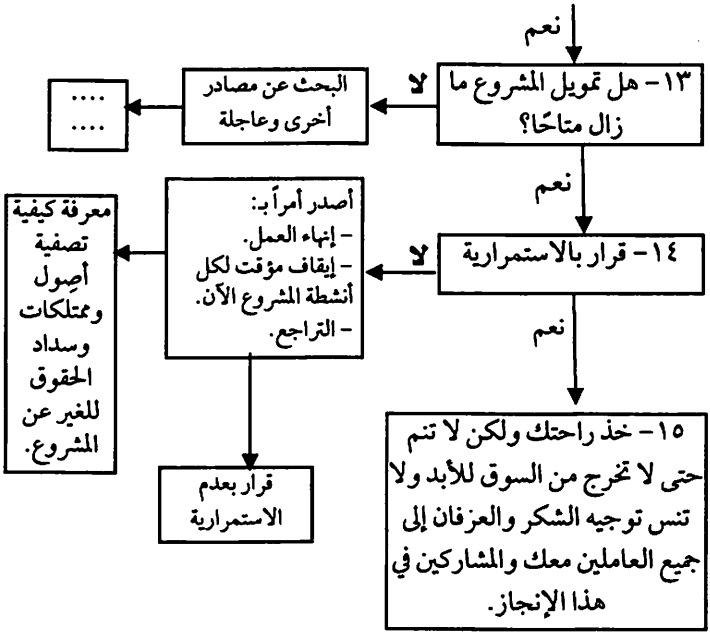 نعم
١٣- هل تمويل المشروع ما
زال متاحًا؟
لا
البحث عن مصادر
أخرى وعاجلة
....
....
نعم
١٤- قرار بالاستمرارية
لا
أصدر أمراً بـ:
- إنهاء العمل.
- إيقاف مؤقت لكل
أنشطة المشروع الآن.
- التراجع.
معرفة كيفية
تصفية
أصول
وممتلكات
وسداد
الحقوق
للغير عن
المشروع.
قرار بعدم
الاستمرارية
نعم
١٥- خذ راحتك ولكن لا تنم
حتى لا تخرج من السوق للأبد ولا
تنس توجيه الشكر والعزفان إلى
جميع العاملين معك والمشاركين في
هذا الإنجاز.